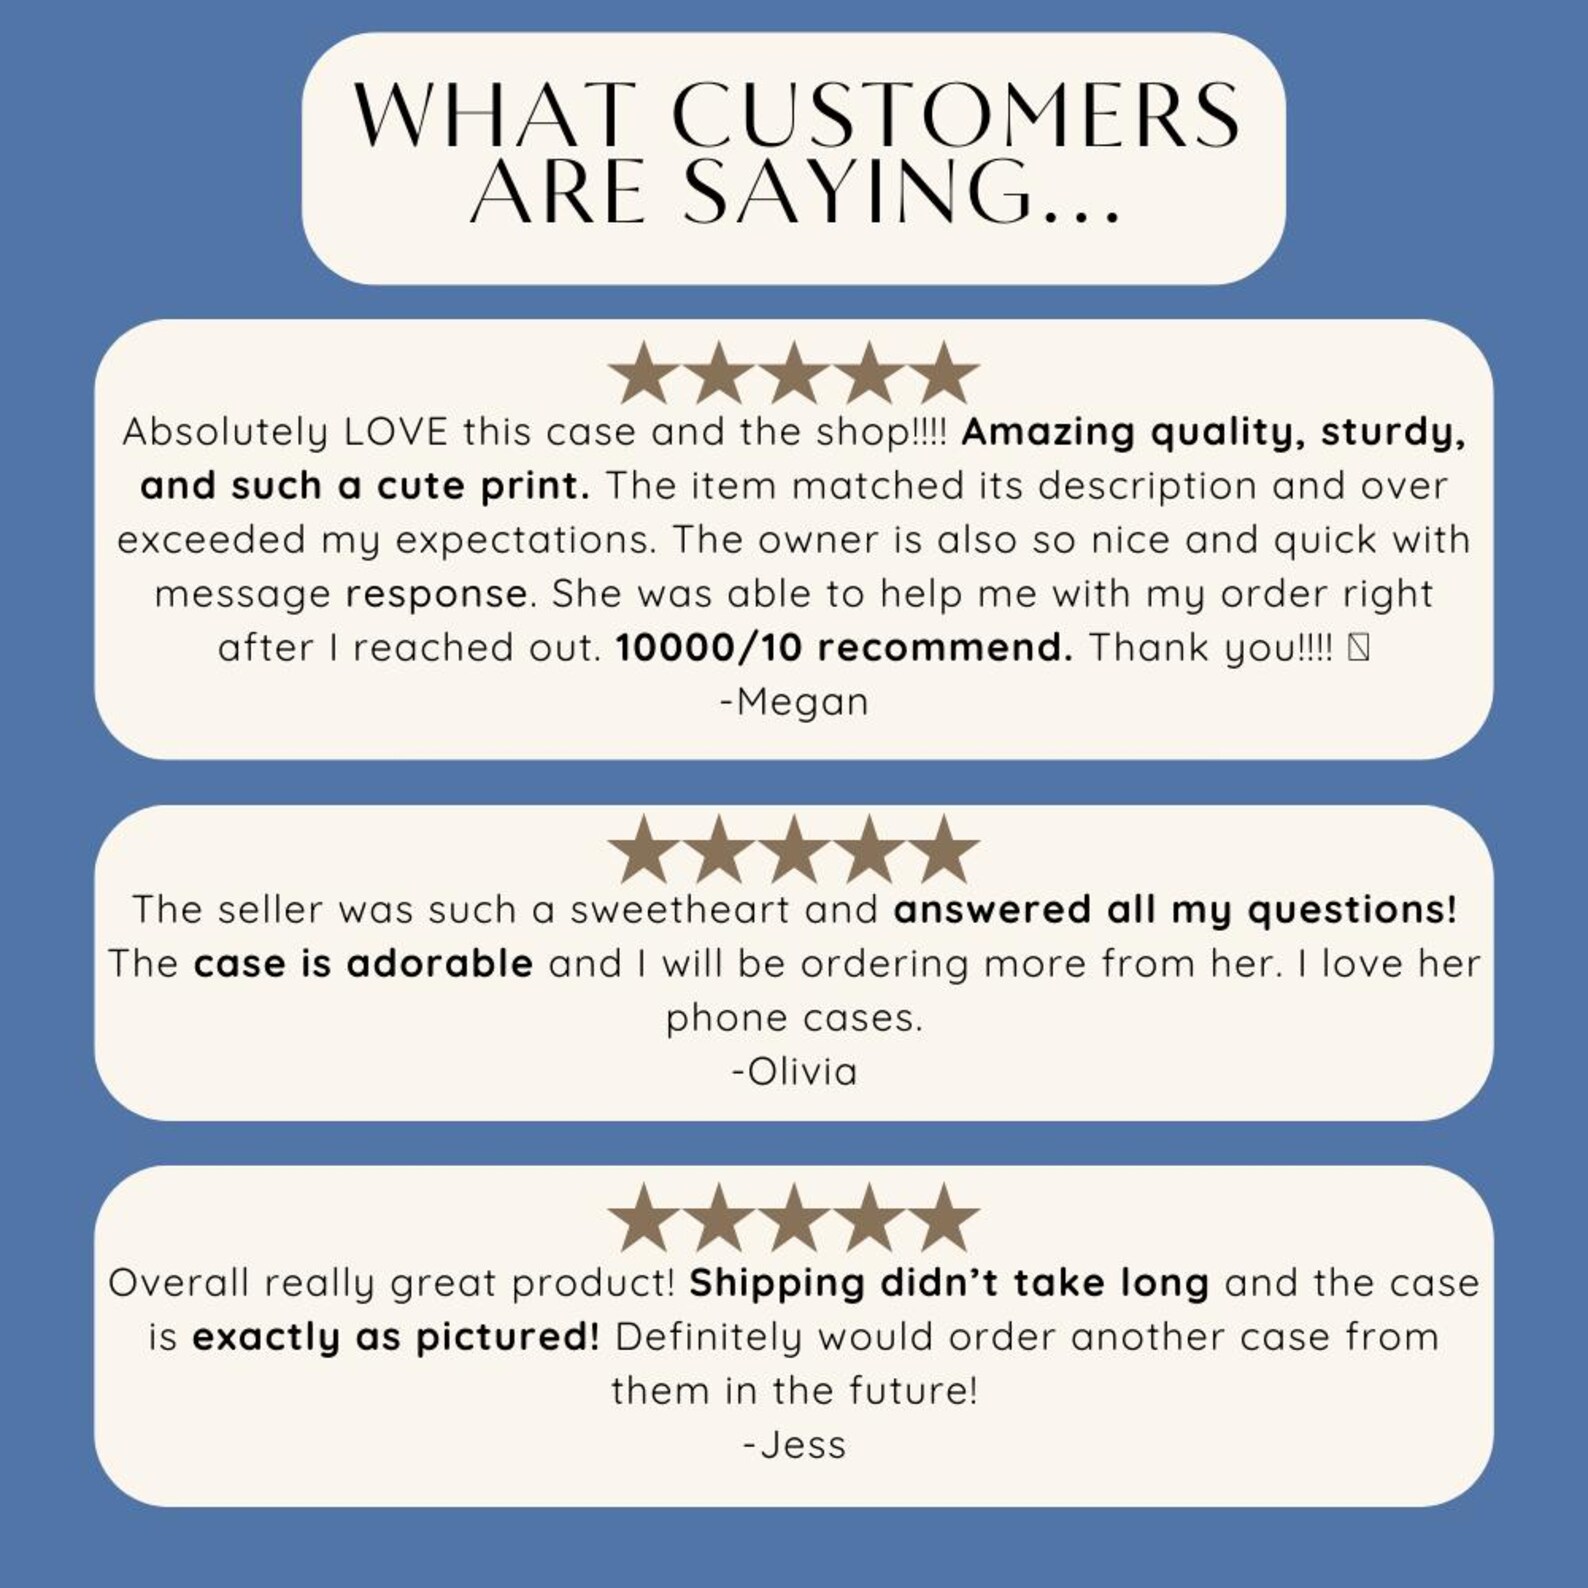 WHAT CUSTOMERS
ARE SAYING...
Absolutely LOVE this case and the shop!!!! Amazing quality, sturdy,
and such a cute print. The item matched its description and over
exceeded my expectations. The owner is also so nice and quick with
message response. She was able to help me with my order right
after I reached out. 10000/10 recommend. Thank you!!!!
-Megan
The seller was such a sweetheart and answered all my questions!
The case is adorable and I will be ordering more from her. I love her
phone cases.
-Olivia
Overall really great product! Shipping didn’t take long and the case
is exactly as pictured! Definitely would order another case from
them in the future!
-Jess